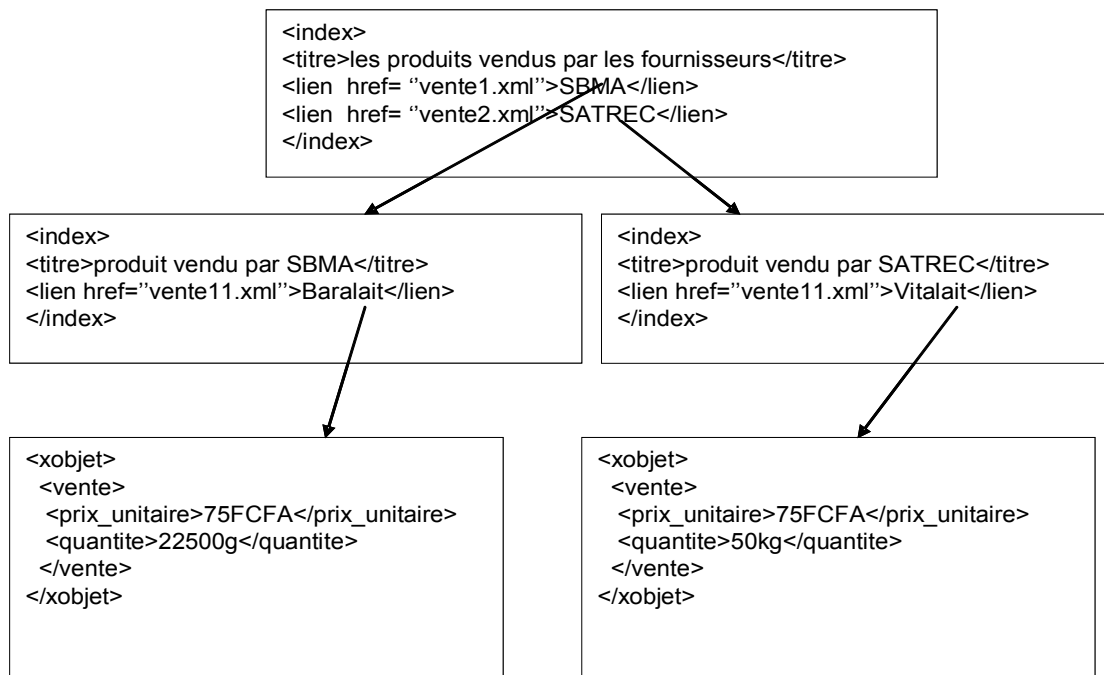 <index>
<titre>les produits vendus par les fournisseurs</titre>
<lien  href= ‘’vente1.xml’’>SBMA</lien>
<lien  href= ‘’vente2.xml’’>SATREC</lien>
</index>
<index>
<titre>produit vendu par SBMA</titre>
<lien href=’’vente11.xml’’>Baralait</lien>
</index>
<index>
<titre>produit vendu par SATREC</titre>
<lien href=’’vente11.xml’’>Vitalait</lien>
</index>
<xobjet>
<vente>
<prix_unitaire>75FCFA</prix_unitaire>
<quantite>22500g</quantite>
</vente>
</xobjet>
<xobjet>
<vente>
<prix_unitaire>75FCFA</prix_unitaire>
<quantite>50kg</quantite>
</vente>
</xobjet>